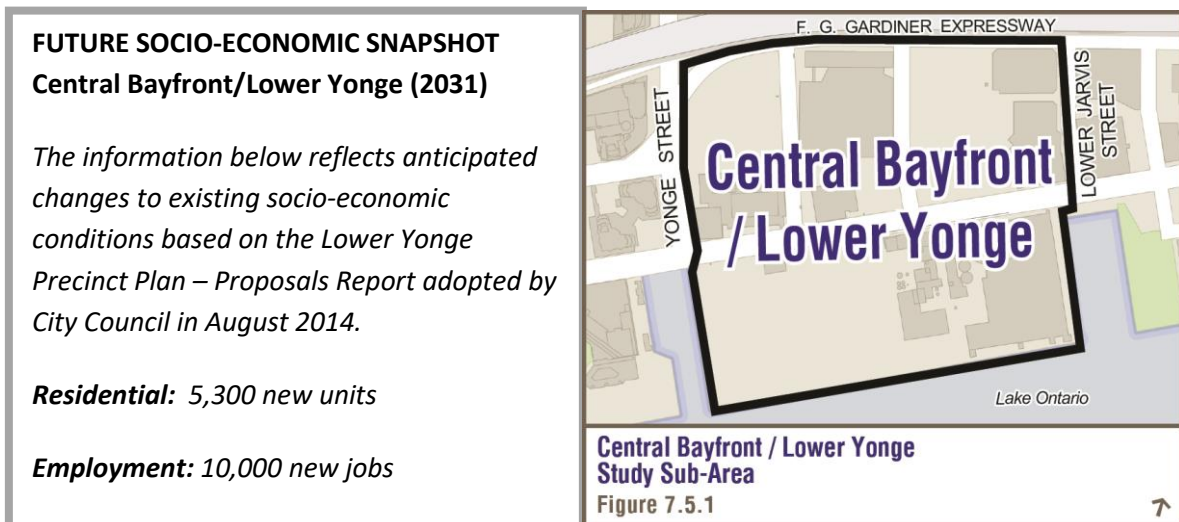 FUTURE SOCIO-ECONOMIC SNAPSHOT
Central Bayfront/Lower Yonge (2031)
The information below reflects anticipated
changes to existing socio-economic
conditions based on the Lower Yonge
Precinct Plan – Proposals Report adopted by
City Council in August 2014.
Residential: 5,300 new units
Employment: 10,000 new jobs
F. G. GARDINER EXPRESSWAY
YONGE STREET
LOWER JARVIS
STREET
Central Bayfront
/ Lower Yonge
Lake Ontario
Central Bayfront / Lower Yonge
Study Sub-Area
Figure 7.5.1